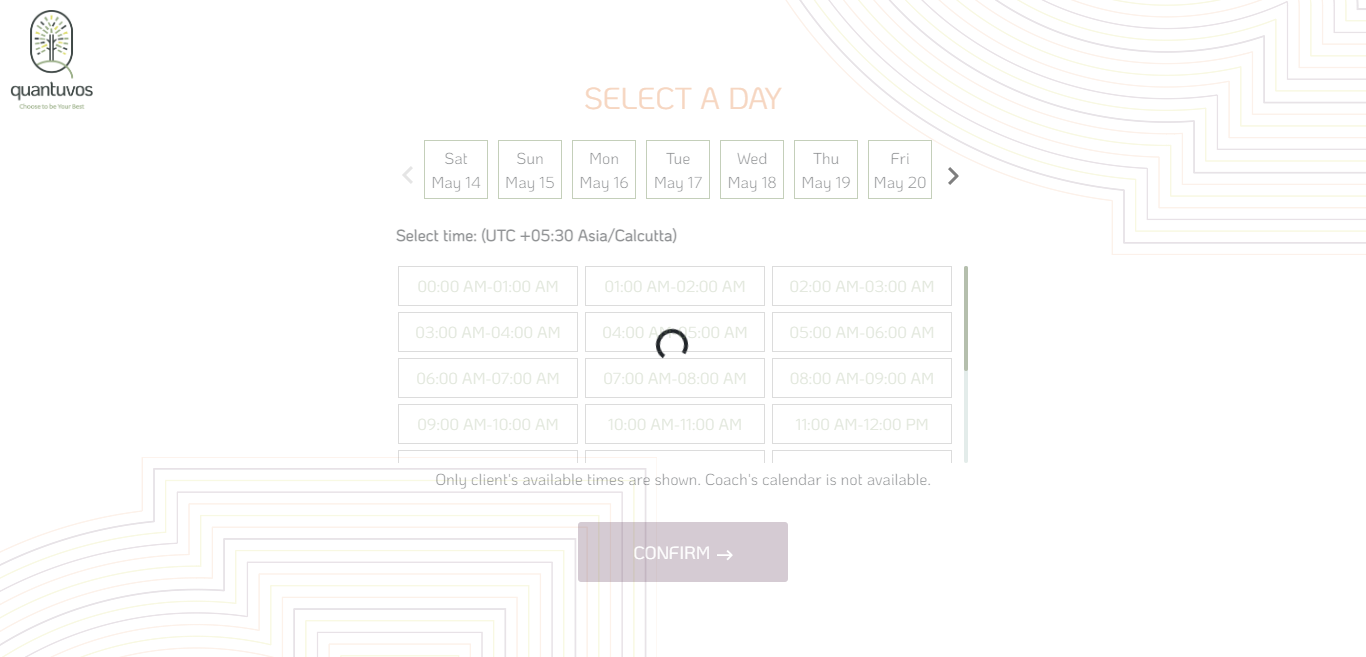 quantuvos
Choose to be Your Best
SELECT A DAY
Sat Sun Mon Tue Wed Thu Fri
May 14 May 15 May 16 May 17 May 18 May 19 May 20
Select time: (UTC +05:30 Asia/Calcutta)
00:00 AM-01:00 AM 01:00 AM-02:00 AM 02:00 AM-03:00 AM
03:00 AM-04:00 AM 04:00 AM-05:00 AM 05:00 AM-06:00 AM
06:00 AM-07:00 AM 07:00 AM-08:00 AM 08:00 AM-09:00 AM
09:00 AM-10:00 AM 10:00 AM-11:00 AM 11:00 AM-12:00 PM
Only client's available times are shown. Coach's calendar is not available.
CONFIRM →